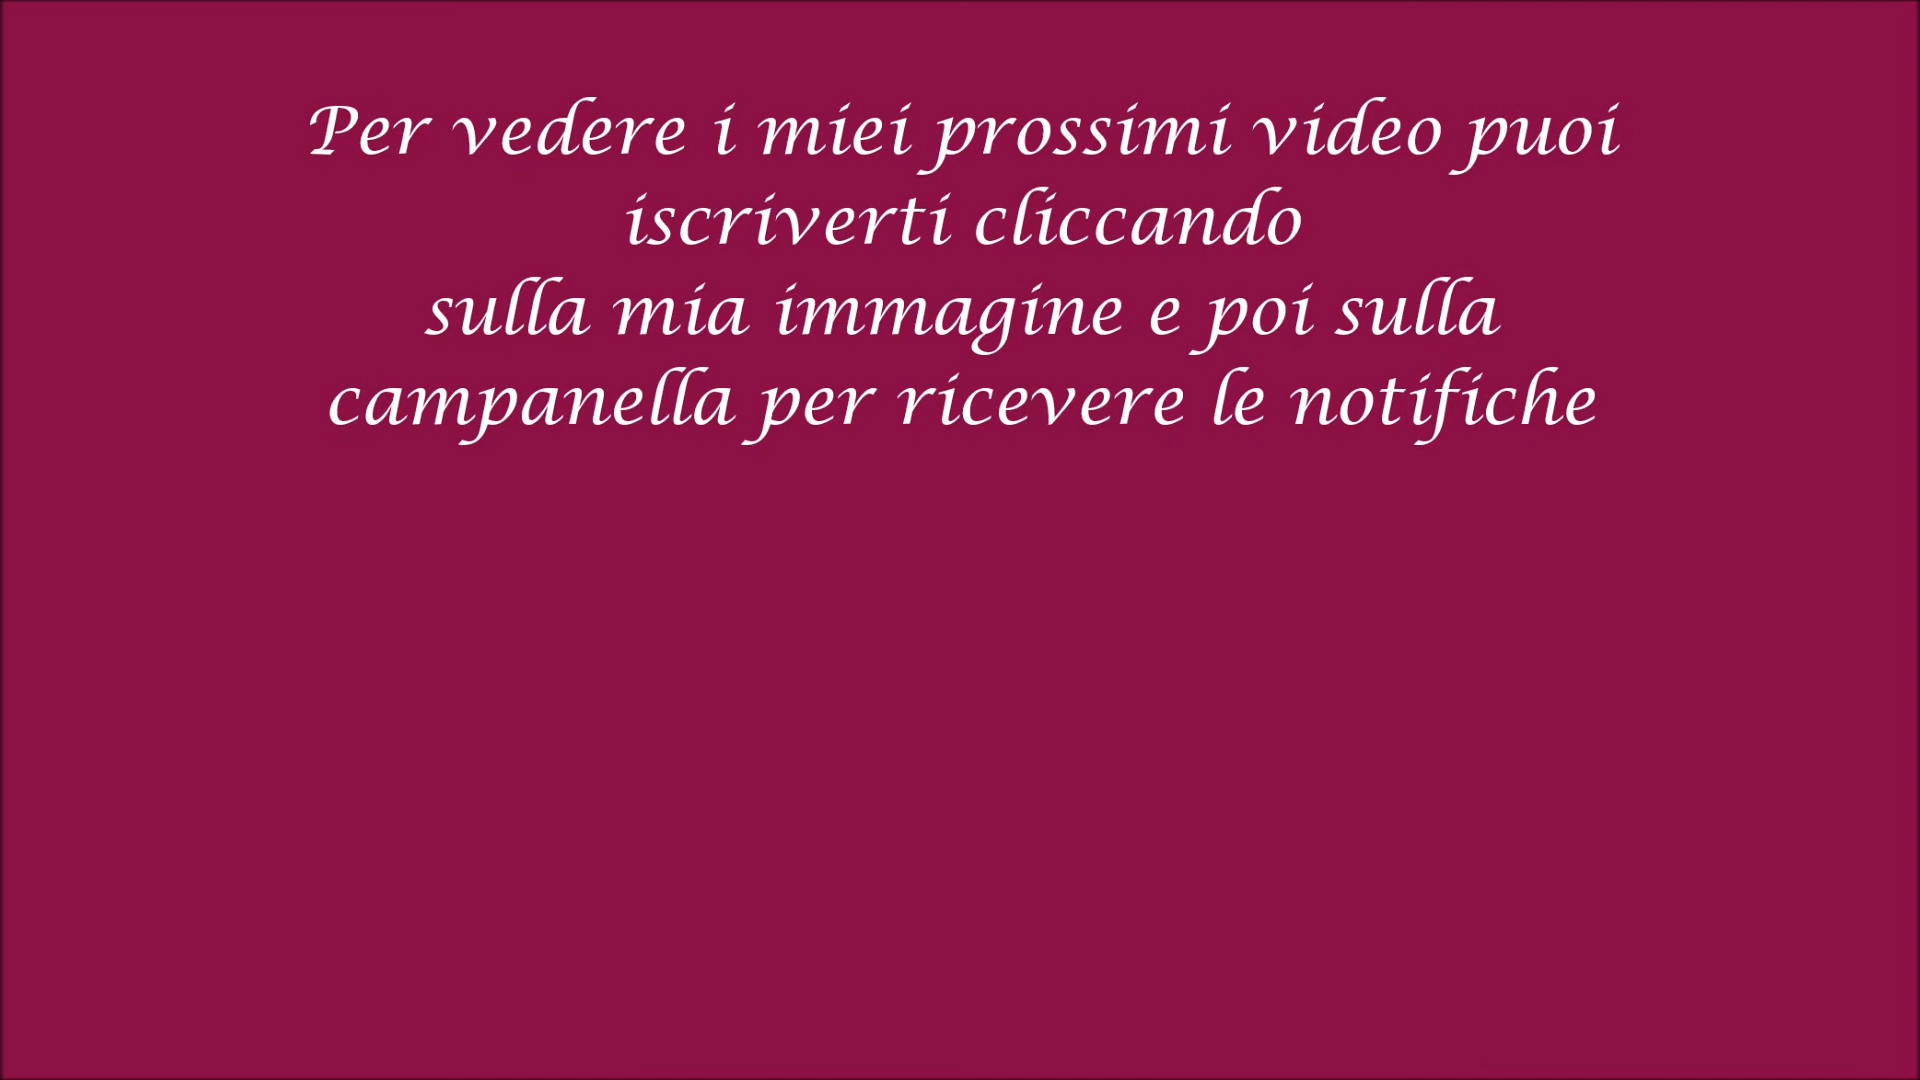 Per vedere i miei prossimi video puoi
iscriverti cliccando
sulla mia immagine e poi sulla
campanella per ricevere le notifiche